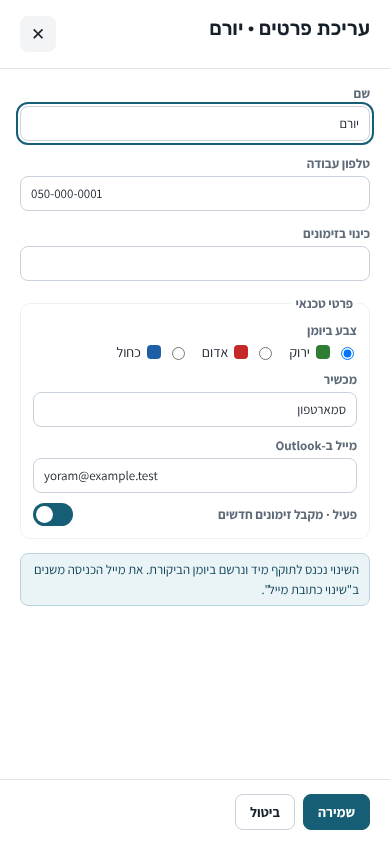 עריכת פרטים • יורם
✕
שם
יורם
טלפון עבודה
050-000-0001
כינוי בזימונים
פרטי טכנאי
צבע ביומן
ירוק אדום כחול
מכשיר
סמארטפון
מייל ב-Outlook
yoram@example.test
פעיל · מקבל זימונים חדשים
השינוי נכנס לתוקף מיד ונרשם ביומן הביקורת. את מייל הכניסה משנים
ב"שינוי כתובת מייל".
שמירה ביטול